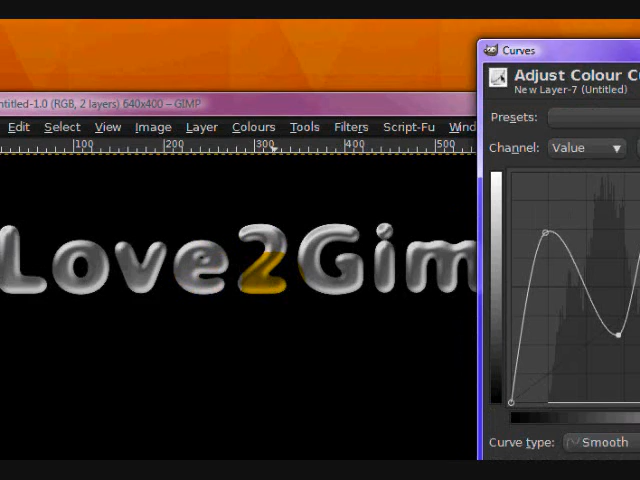 Curves
Adjust Colour C
New Layer-7 (Untitled)
ntitled-1.0 (RGB, 2 layers) 640x400 – GIMP
Edit Select View Image Layer Colours Tools Filters Script-Fu Wind
Presets:
100 200 300 400 500
Channel: Value
Love2Gim
Curve type: Smooth